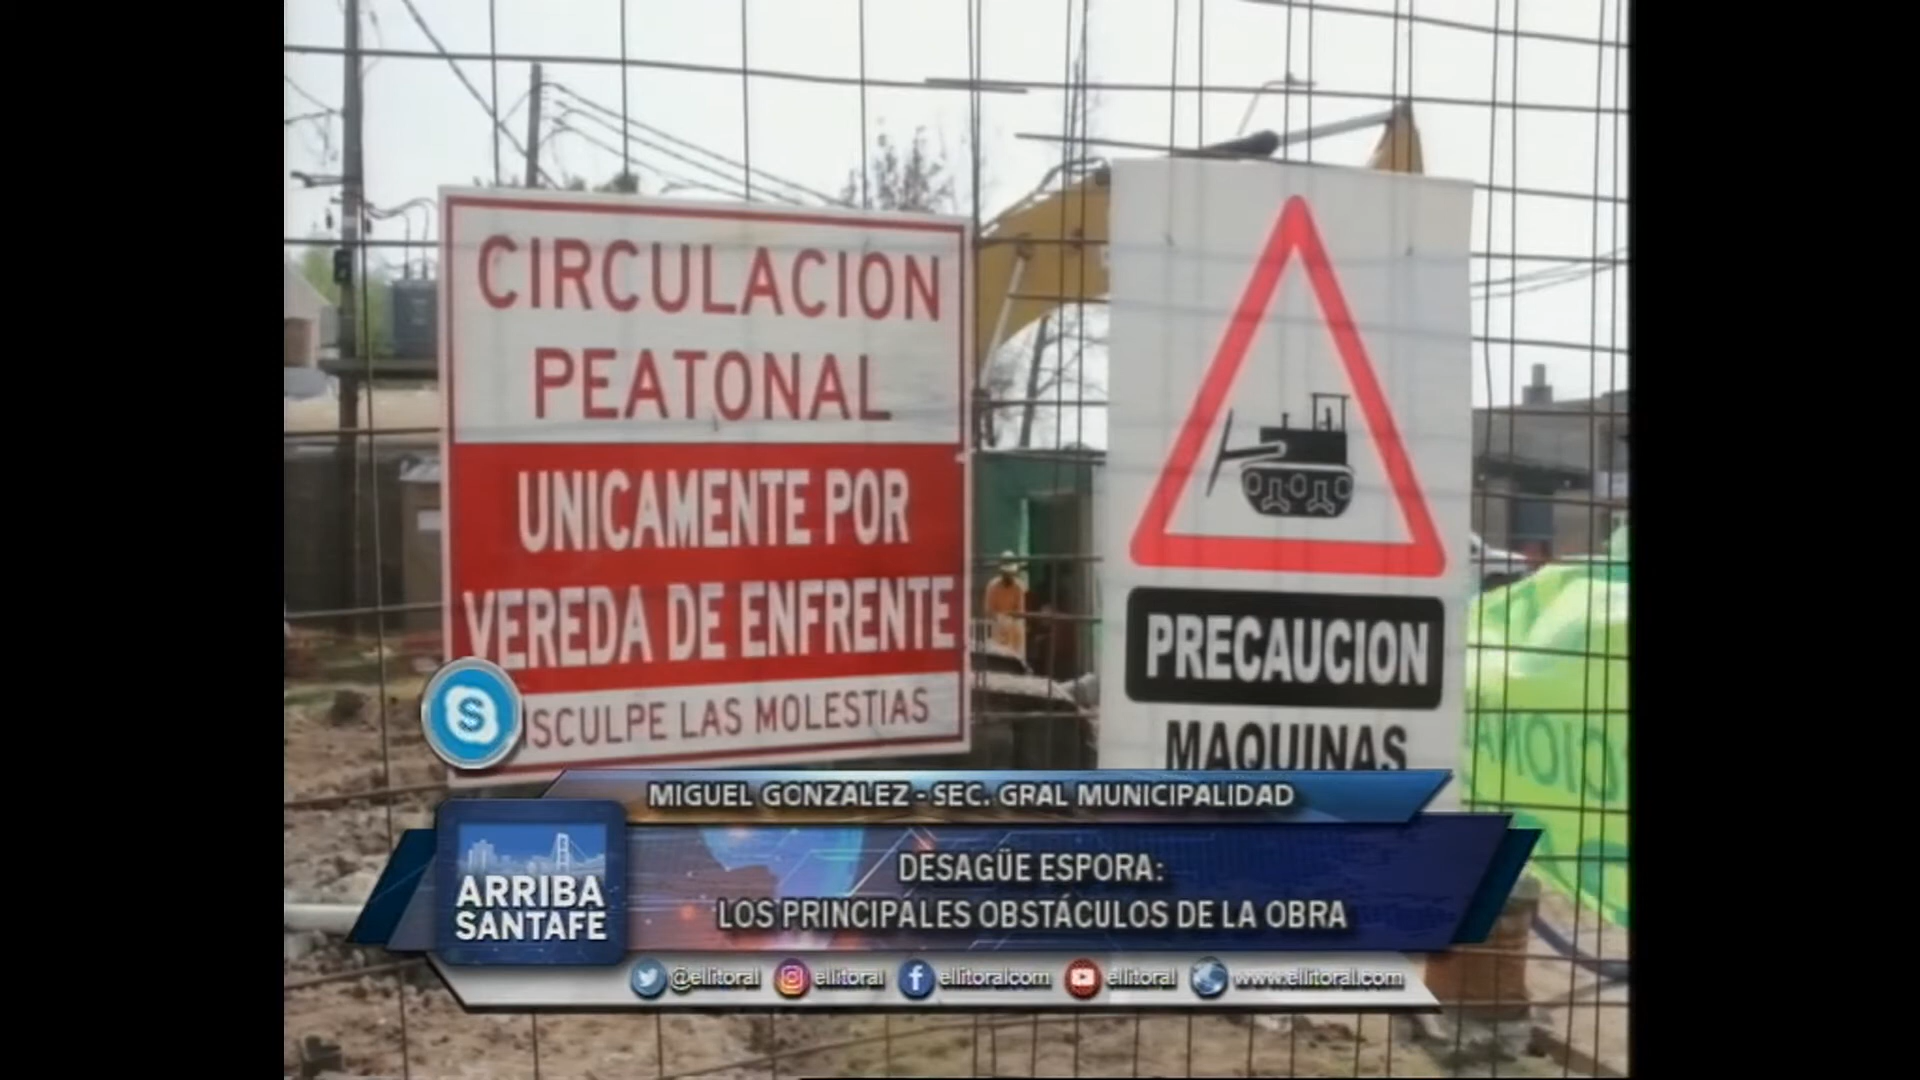 CIRCULACION
PEATONAL
UNICAMENTE POR
VEREDA DE ENFRENTE
ISCULPE LAS MOLESTIAS
PRECAUCION
MAQUINAS
CIONA
S
MIGUEL GONZALEZ - SEC. GRAL MUNICIPALIDAD
ARRIBA
SANTAFE
DESAGÜE ESPORA:
LOS PRINCIPALES OBSTÁCULOS DE LA OBRA
@ellitoral ellitoral ellitoralcom ellitoral www.ellitoral.com